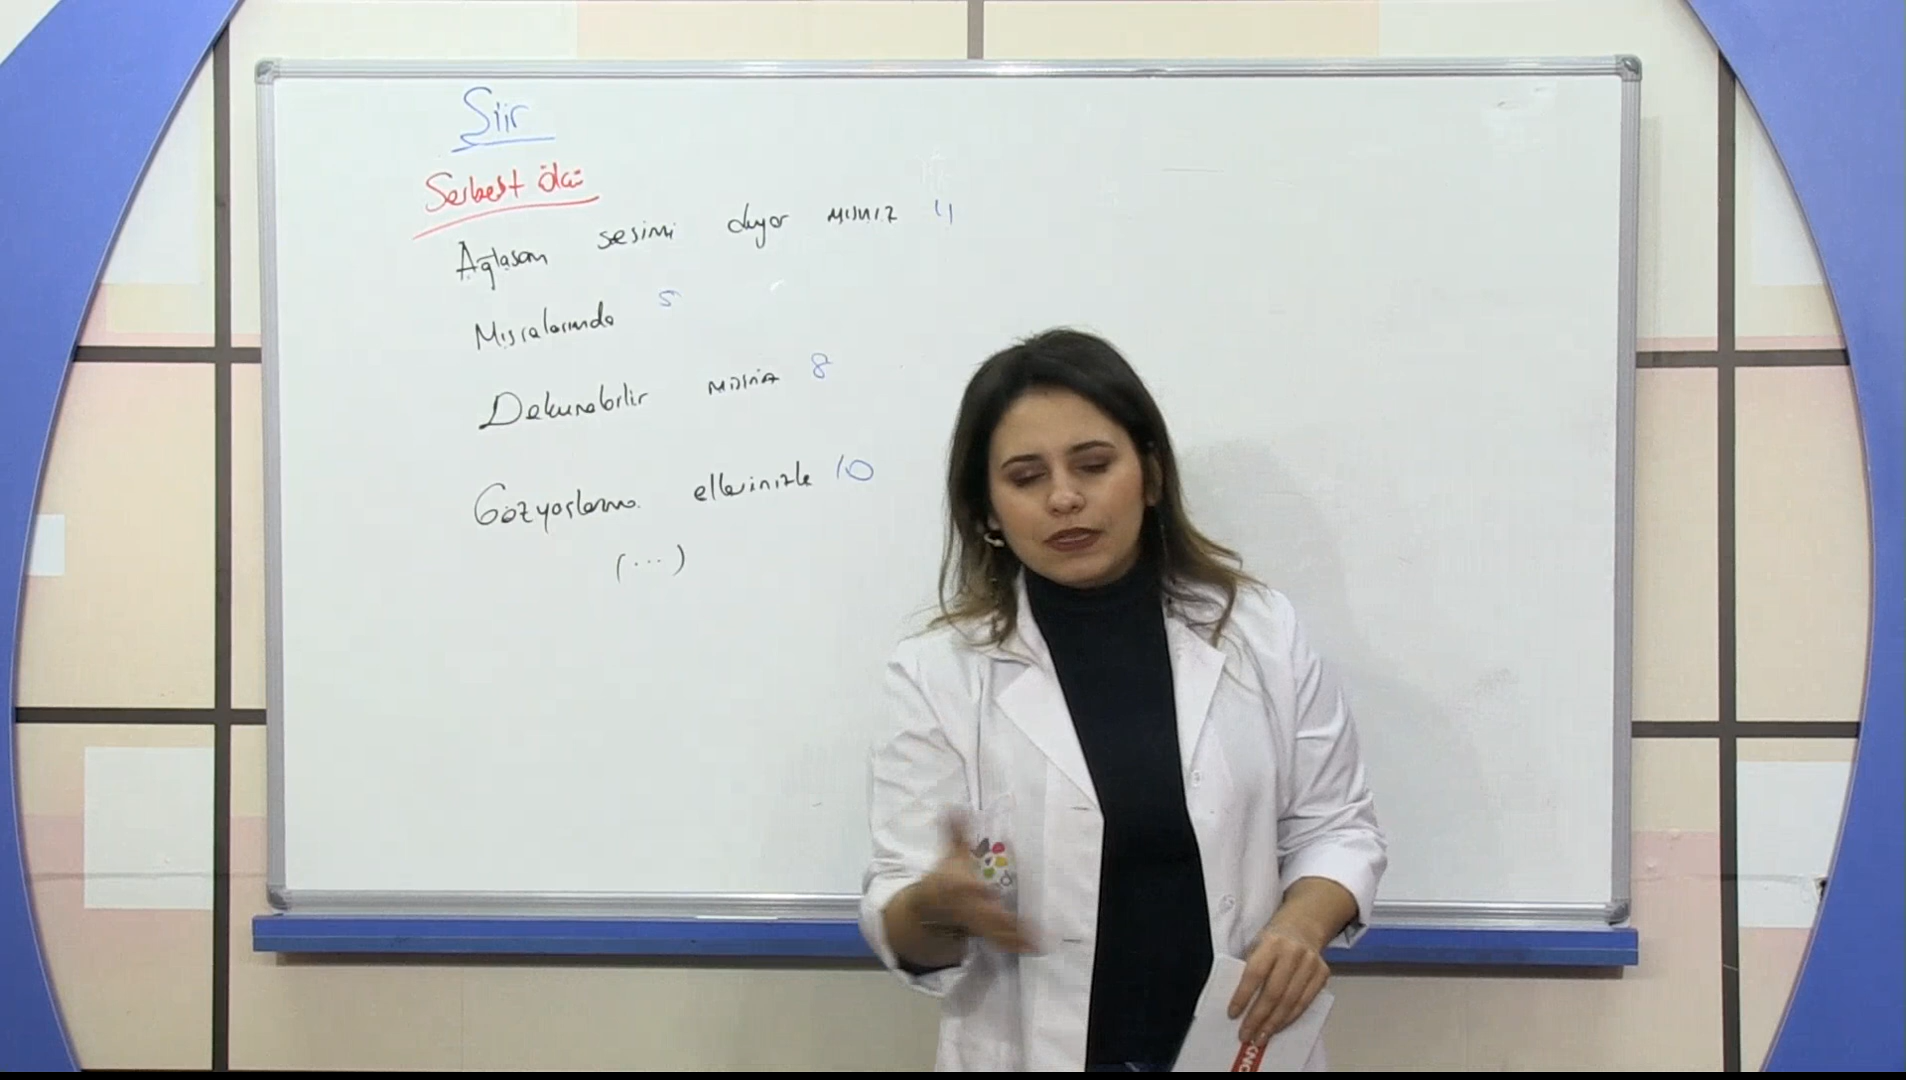 Şiir
Serbest ölçü
Ağlasam sesimi duyar mısınız 11
Mısralarımda 5
Dokunabilir misiniz 8
Gözyaşlarıma ellerinizle 10
(...)